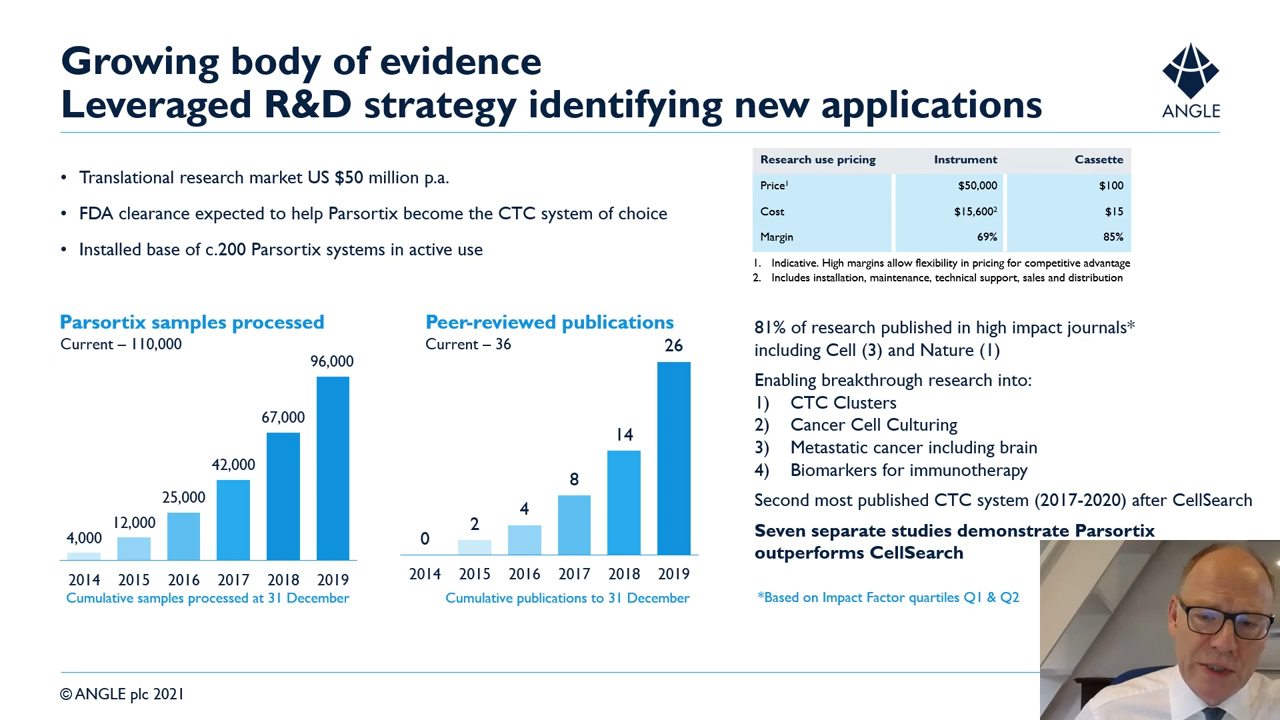 Growing body of evidence
Leveraged R&D strategy identifying new applications
ANGLE
• Translational research market US $50 million p.a.
• FDA clearance expected to help Parsortix become the CTC system of choice
• Installed base of c.200 Parsortix systems in active use
Research use pricing Instrument Cassette
Price¹ $50,000 $100
Cost $15,600² $15
Margin 69% 85%
1. Indicative. High margins allow flexibility in pricing for competitive advantage
2. Includes installation, maintenance, technical support, sales and distribution
Parsortix samples processed
Current – 110,000
4,000
12,000
25,000
42,000
67,000
96,000
2014 2015 2016 2017 2018 2019
Cumulative samples processed at 31 December
Peer-reviewed publications
Current – 36
0
2
4
8
14
26
2014 2015 2016 2017 2018 2019
Cumulative publications to 31 December
81% of research published in high impact journals*
including Cell (3) and Nature (1)
Enabling breakthrough research into:
1) CTC Clusters
2) Cancer Cell Culturing
3) Metastatic cancer including brain
4) Biomarkers for immunotherapy
Second most published CTC system (2017-2020) after CellSearch
Seven separate studies demonstrate Parsortix
outperforms CellSearch
*Based on Impact Factor quartiles Q1 & Q2
© ANGLE plc 2021